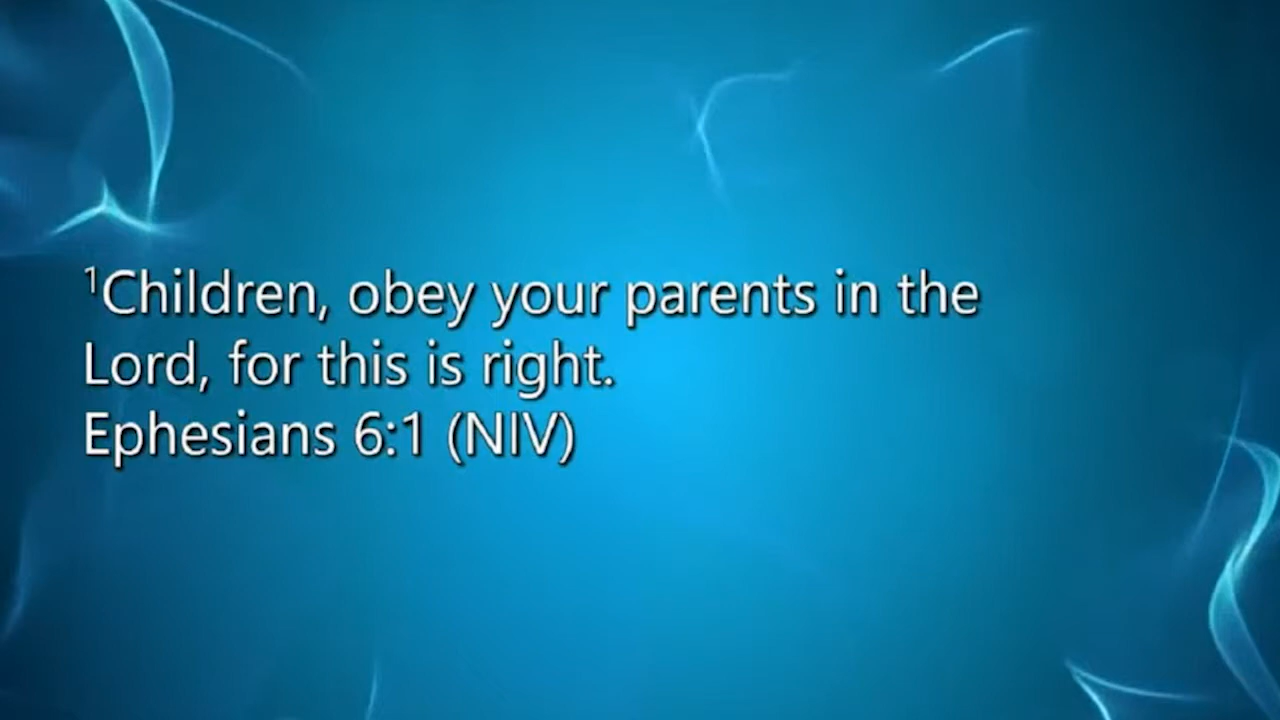 ¹Children, obey your parents in the
Lord, for this is right.
Ephesians 6:1 (NIV)